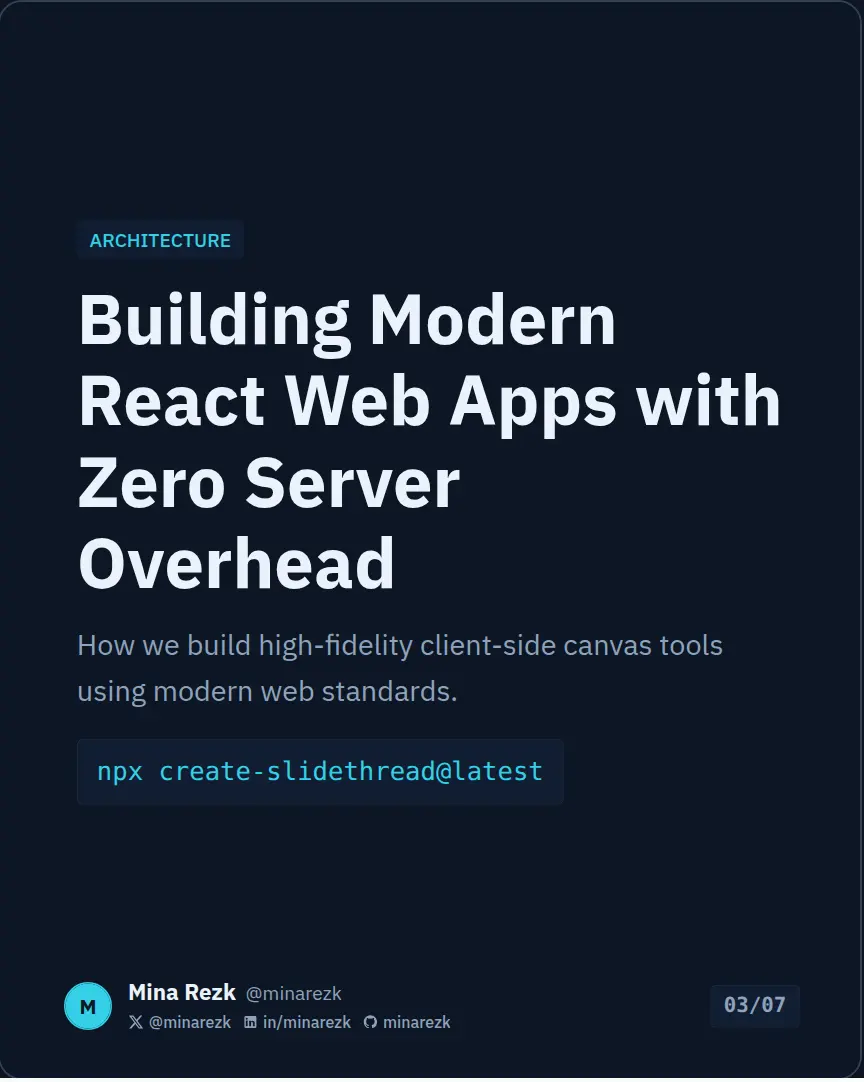 ARCHITECTURE
Building Modern
React Web Apps with
Zero Server
Overhead
How we build high-fidelity client-side canvas tools
using modern web standards.
npx create-slidethread@latest
M
Mina Rezk @minarezk
@minarezk in/minarezk minarezk
03/07